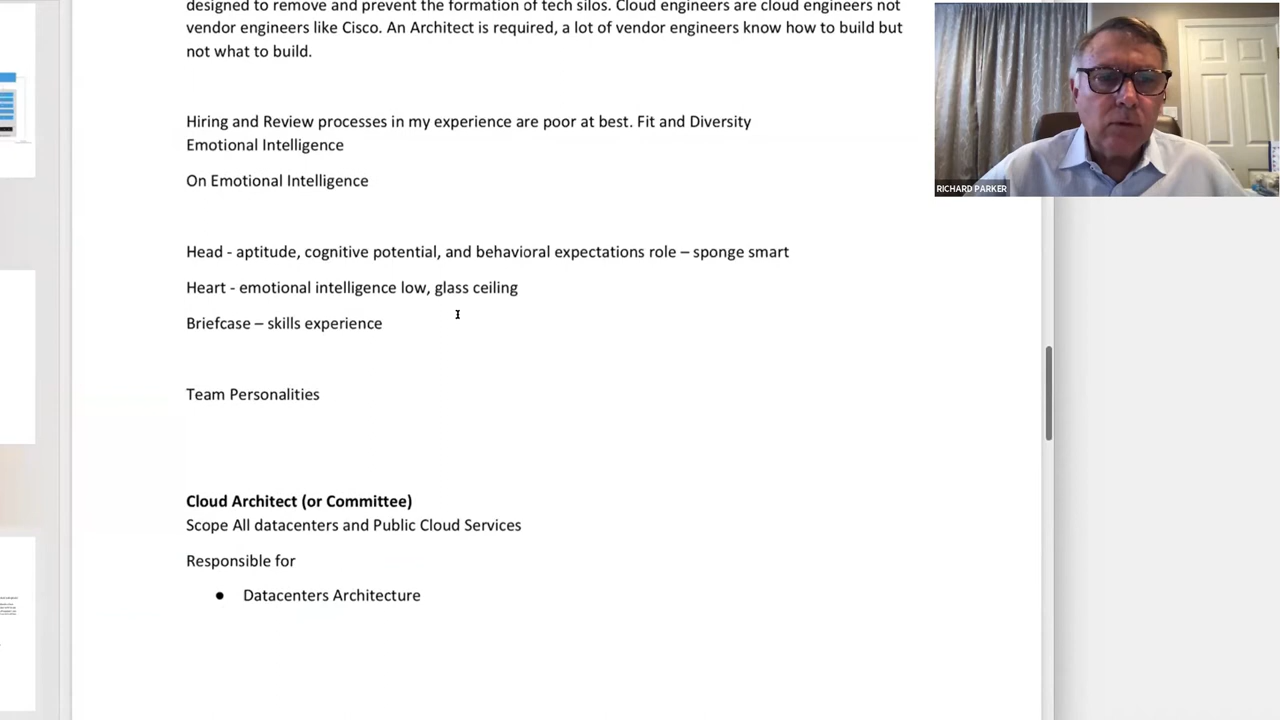 designed to remove and prevent the formation of tech silos. Cloud engineers are cloud engineers not
vendor engineers like Cisco. An Architect is required, a lot of vendor engineers know how to build but
not what to build.
Hiring and Review processes in my experience are poor at best. Fit and Diversity
Emotional Intelligence
On Emotional Intelligence
Head - aptitude, cognitive potential, and behavioral expectations role – sponge smart
Heart - emotional intelligence low, glass ceiling
Briefcase – skills experience
Team Personalities
Cloud Architect (or Committee)
Scope All datacenters and Public Cloud Services
Responsible for
● Datacenters Architecture
RICHARD PARKER